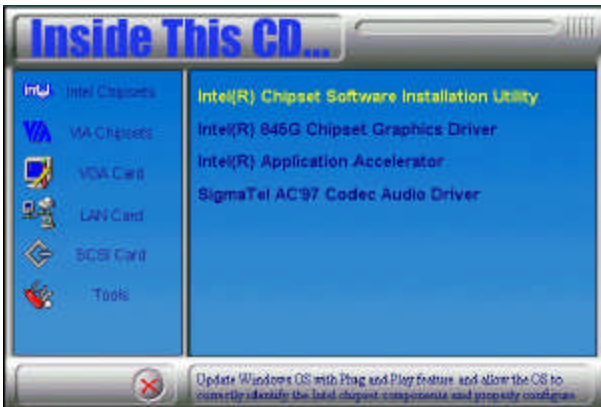 Inside This CD...
intel
Intel Chipsets
VIA
VIA Chipsets
VGA Card
LAN Card
SCSI Card
Tools
Intel(R) Chipset Software Installation Utility
Intel(R) 845G Chipset Graphics Driver
Intel(R) Application Accelerator
SigmaTel AC'97 Codec Audio Driver
Update Windows OS with Plug and Play feature and allow the OS to
correctly identify the Intel chipset components and properly configure